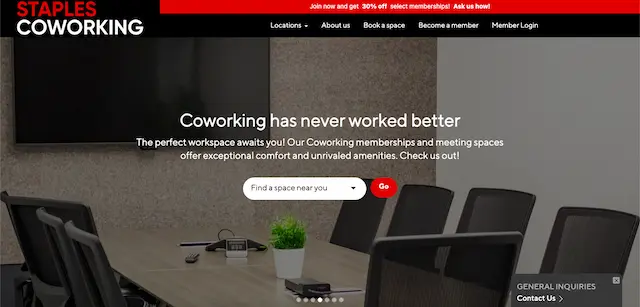 Join now and get 30% off select memberships! Ask us how!
STAPLES
COWORKING
Locations
About us
Book a space
Become a member
Member Login
Coworking has never worked better
The perfect workspace awaits you! Our Coworking memberships and meeting spaces
offer exceptional comfort and unrivaled amenities. Check us out!
Find a space near you
Go
GENERAL INQUIRIES
Contact Us